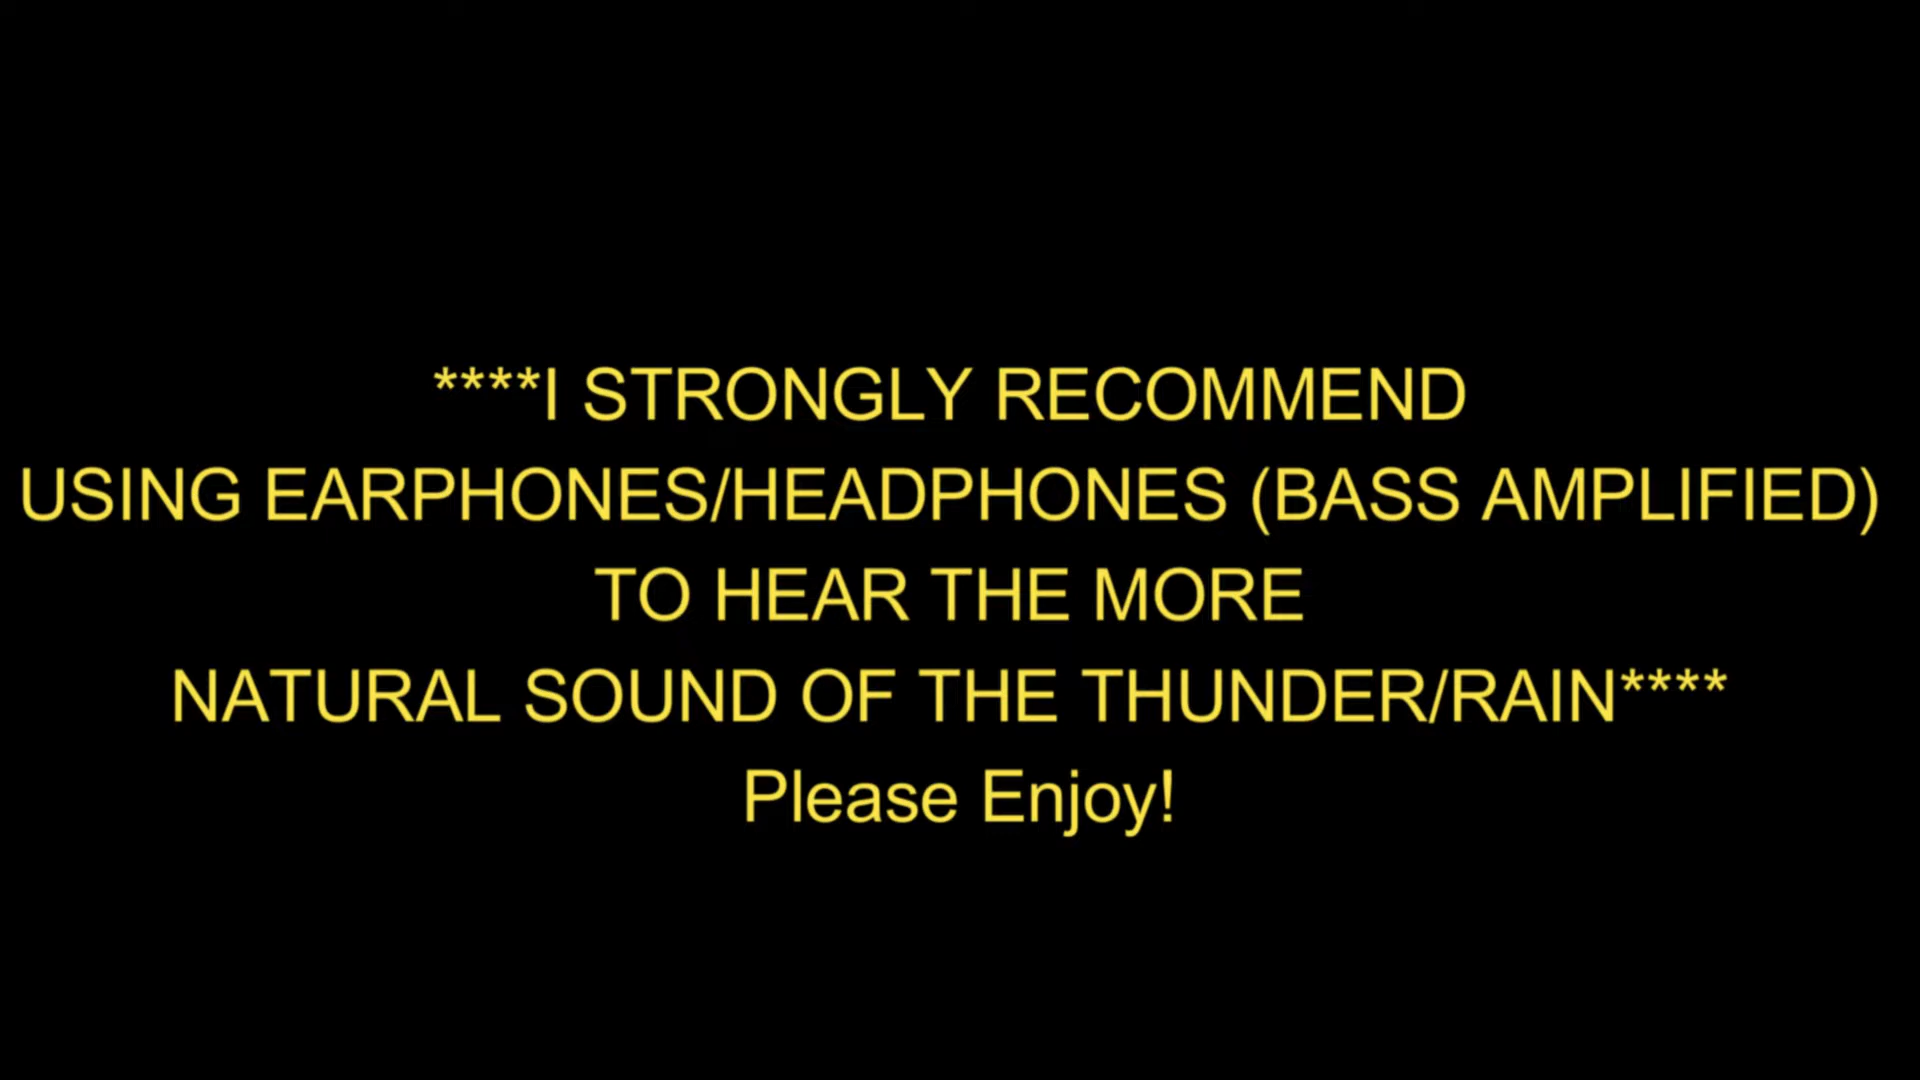 ****I STRONGLY RECOMMEND
USING EARPHONES/HEADPHONES (BASS AMPLIFIED)
TO HEAR THE MORE
NATURAL SOUND OF THE THUNDER/RAIN****
Please Enjoy!